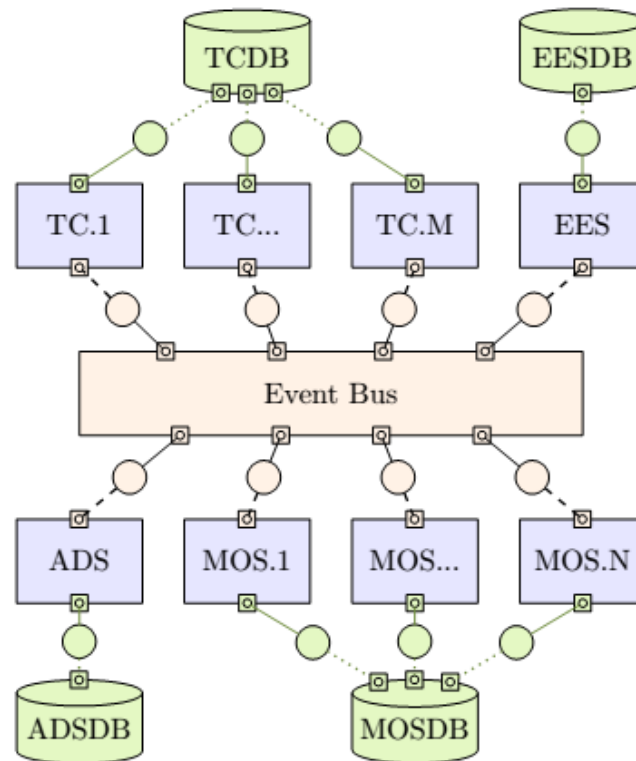 TCDB
EESDB
TC.1
TC...
TC.M
EES
Event Bus
ADS
MOS.1
MOS...
MOS.N
ADSDB
MOSDB